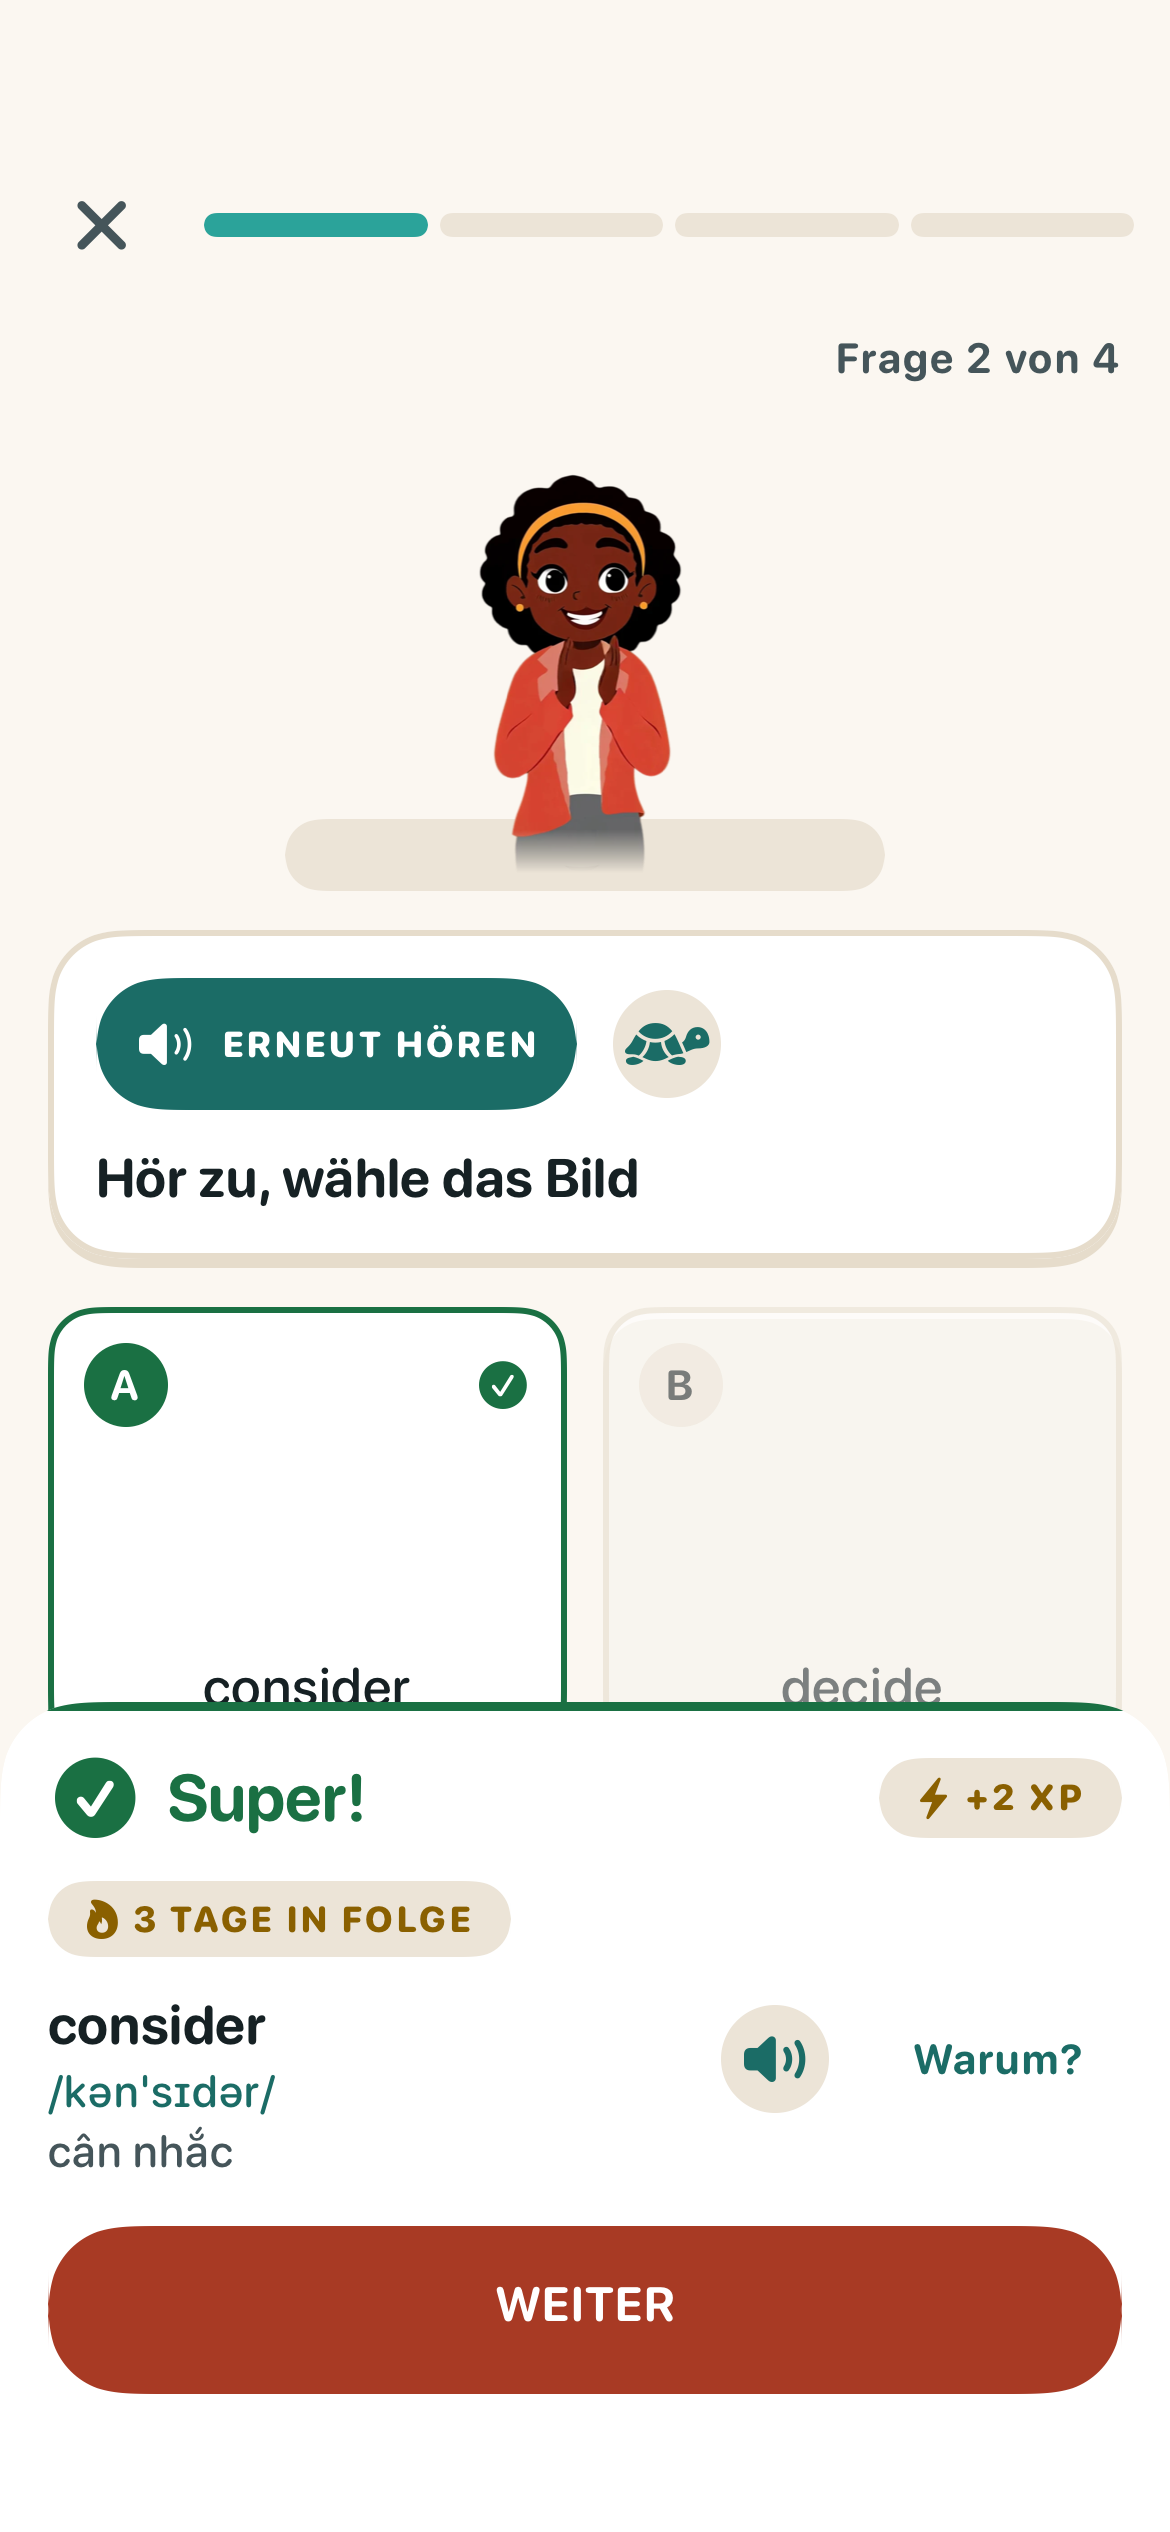 Frage 2 von 4
ERNEUT HÖREN
Hör zu, wähle das Bild
A
B
consider
decide
Super!
+2 XP
3 TAGE IN FOLGE
consider
/kən'sɪdər/
Warum?
cân nhắc
WEITER